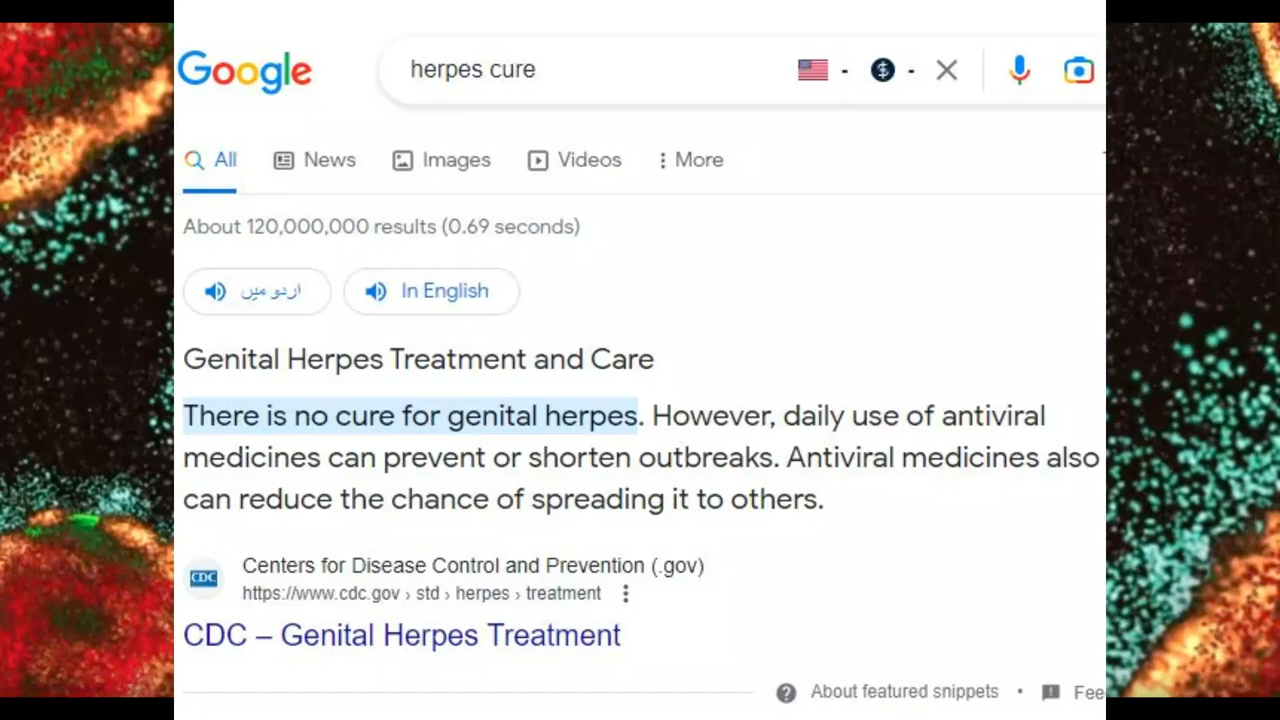 Google
herpes cure
All News Images Videos More
About 120,000,000 results (0.69 seconds)
اردو میں In English
Genital Herpes Treatment and Care
There is no cure for genital herpes. However, daily use of antiviral
medicines can prevent or shorten outbreaks. Antiviral medicines also
can reduce the chance of spreading it to others.
CDC
Centers for Disease Control and Prevention (.gov)
https://www.cdc.gov › std › herpes › treatment
CDC – Genital Herpes Treatment
About featured snippets • Fee